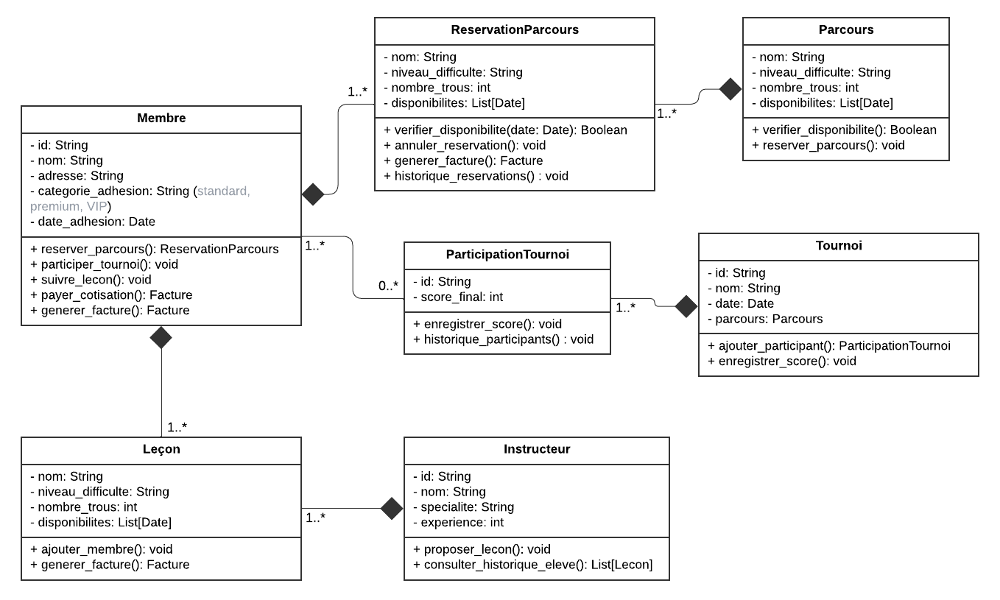 ReservationParcours
- nom: String
- niveau_difficulte: String
- nombre_trous: int
- disponibilites: List[Date]
+ verifier_disponibilite(date: Date): Boolean
+ annuler_reservation(): void
+ generer_facture(): Facture
+ historique_reservations() : void
Parcours
- nom: String
- niveau_difficulte: String
- nombre_trous: int
- disponibilites: List[Date]
+ verifier_disponibilite(): Boolean
+ reserver_parcours(): void
1..*
1..*
Membre
- id: String
- nom: String
- adresse: String
- categorie_adhesion: String (standard,
premium, VIP)
- date_adhesion: Date
+ reserver_parcours(): ReservationParcours
+ participer_tournoi(): void
+ suivre_lecon(): void
+ payer_cotisation(): Facture
+ generer_facture(): Facture
1..*
0..*
ParticipationTournoi
- id: String
- score_final: int
+ enregistrer_score(): void
+ historique_participants() : void
1..*
Tournoi
- id: String
- nom: String
- date: Date
- parcours: Parcours
+ ajouter_participant(): ParticipationTournoi
+ enregistrer_score(): void
1..*
Leçon
- nom: String
- niveau_difficulte: String
- nombre_trous: int
- disponibilites: List[Date]
+ ajouter_membre(): void
+ generer_facture(): Facture
1..*
Instructeur
- id: String
- nom: String
- specialite: String
- experience: int
+ proposer_lecon(): void
+ consulter_historique_eleve(): List[Lecon]